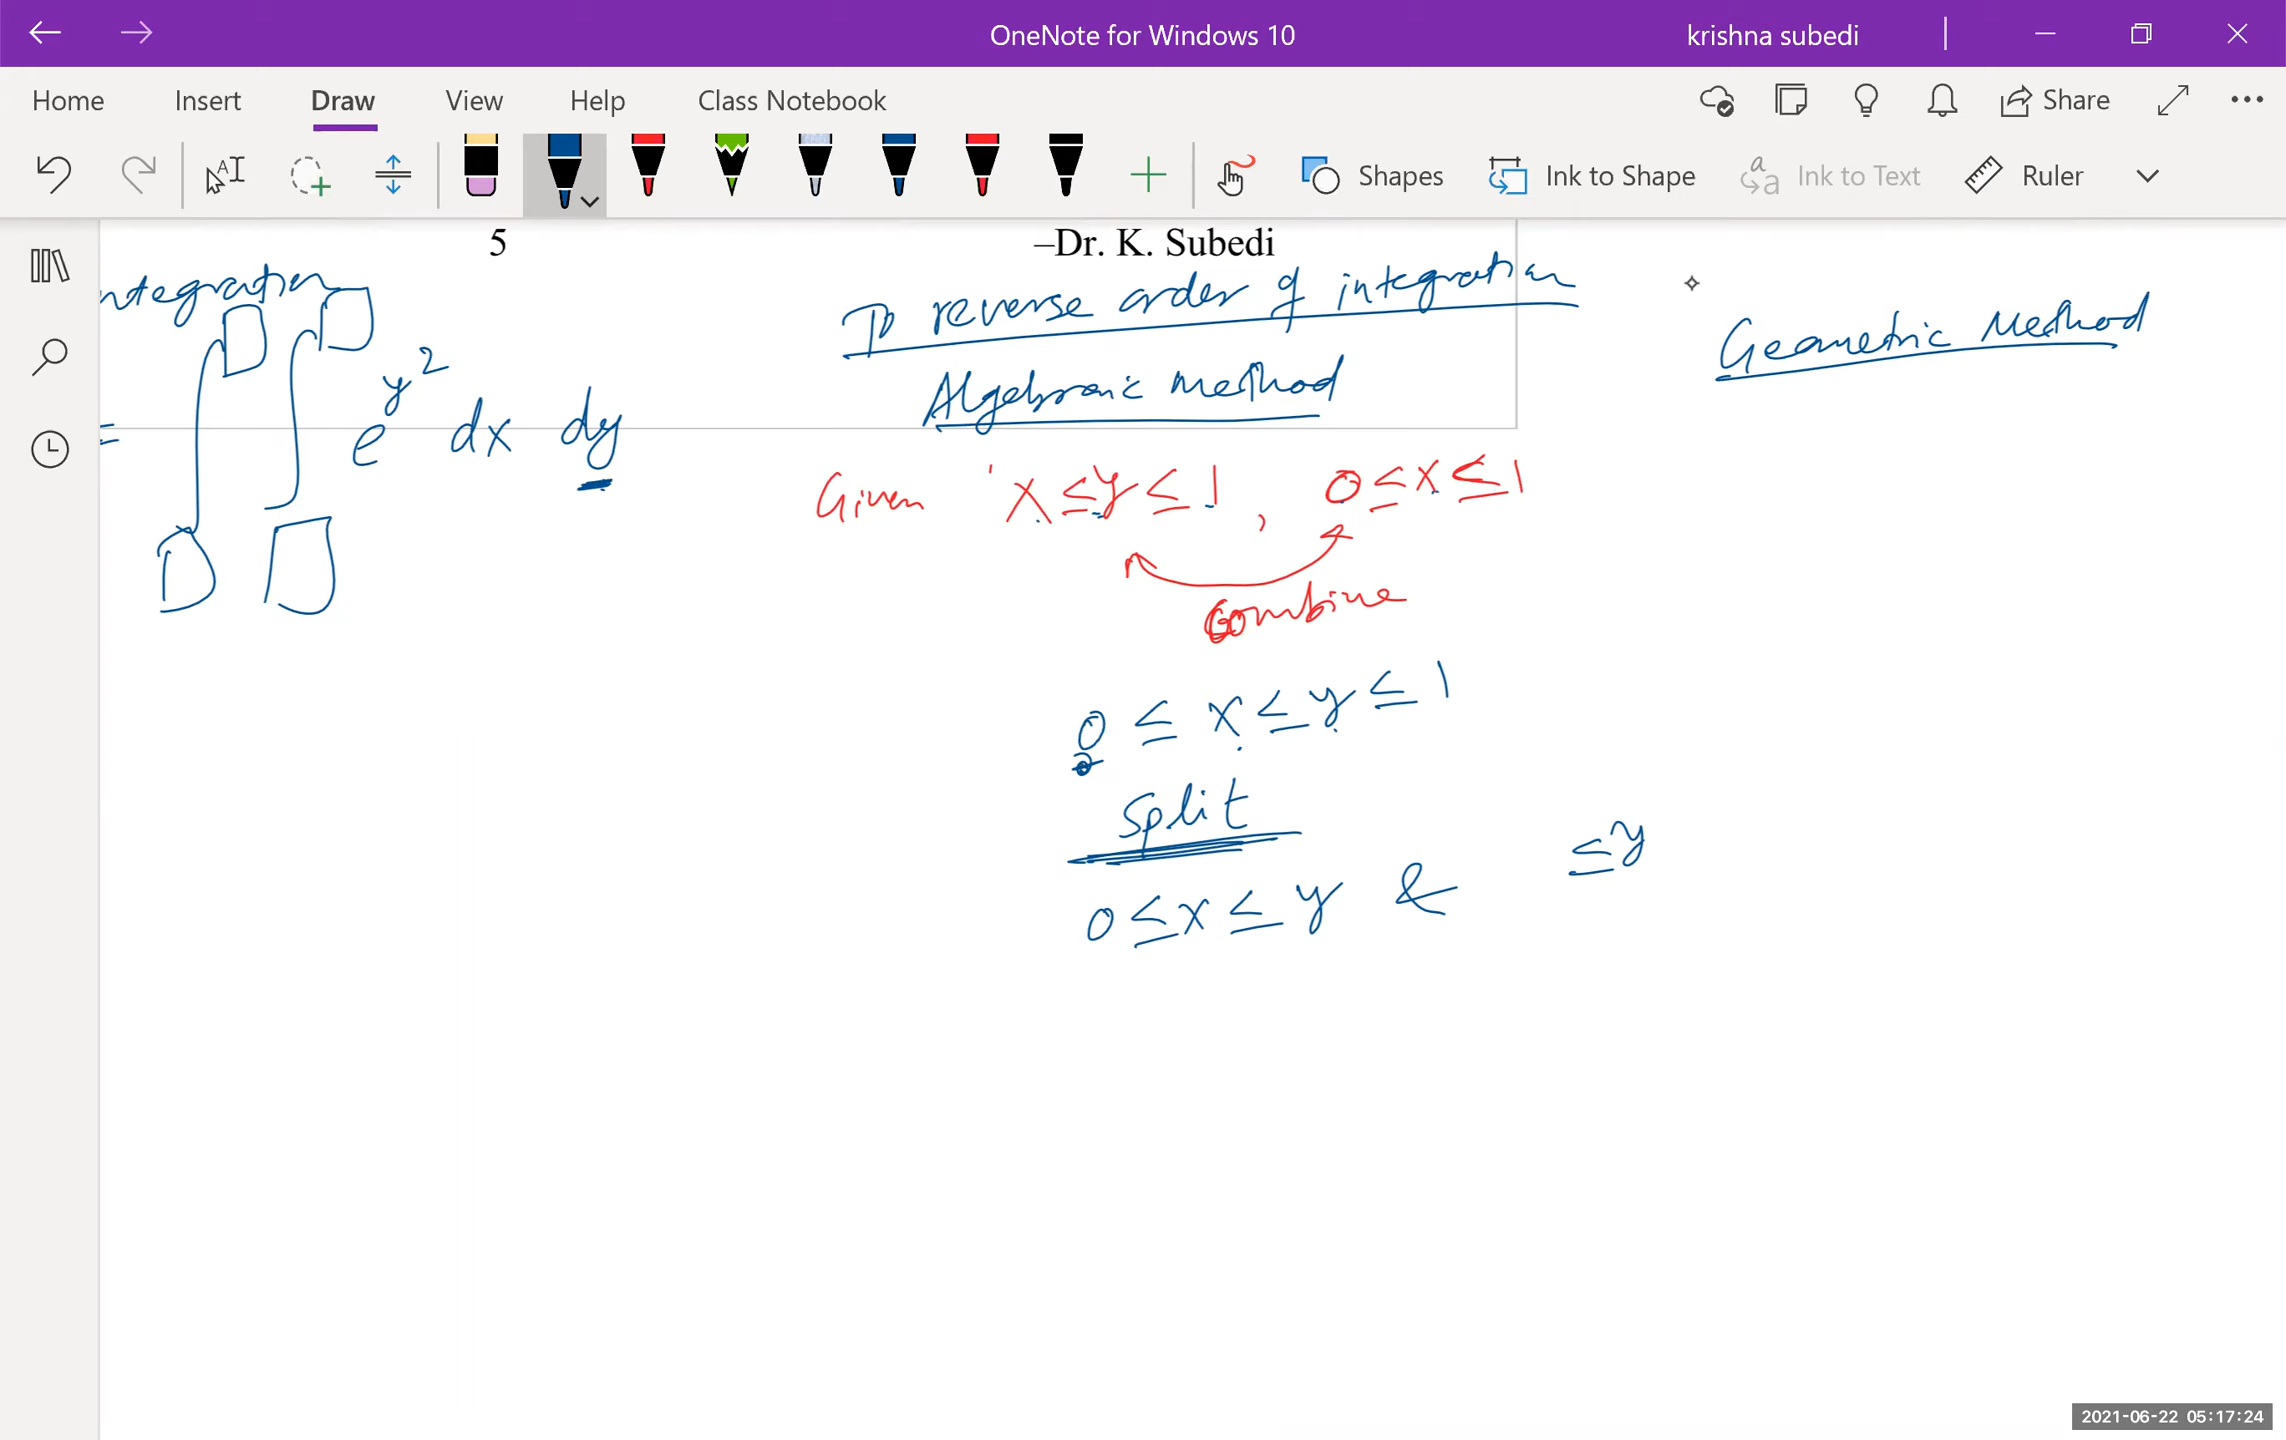 OneNote for Windows 10
krishna subedi
Home Insert Draw View Help Class Notebook
Share
Shapes Ink to Shape Ink to Text Ruler
5
–Dr. K. Subedi
ntegration
= ∫ ∫ e^{y^2} dx dy
To reverse order of integration
Algebraic method
Geometric Method
Given x ≤ y ≤ 1 , 0 ≤ x ≤ 1
Combine
0 ≤ x ≤ y ≤ 1
Split
0 ≤ x ≤ y & ≤ y
2021-06-22 05:17:24